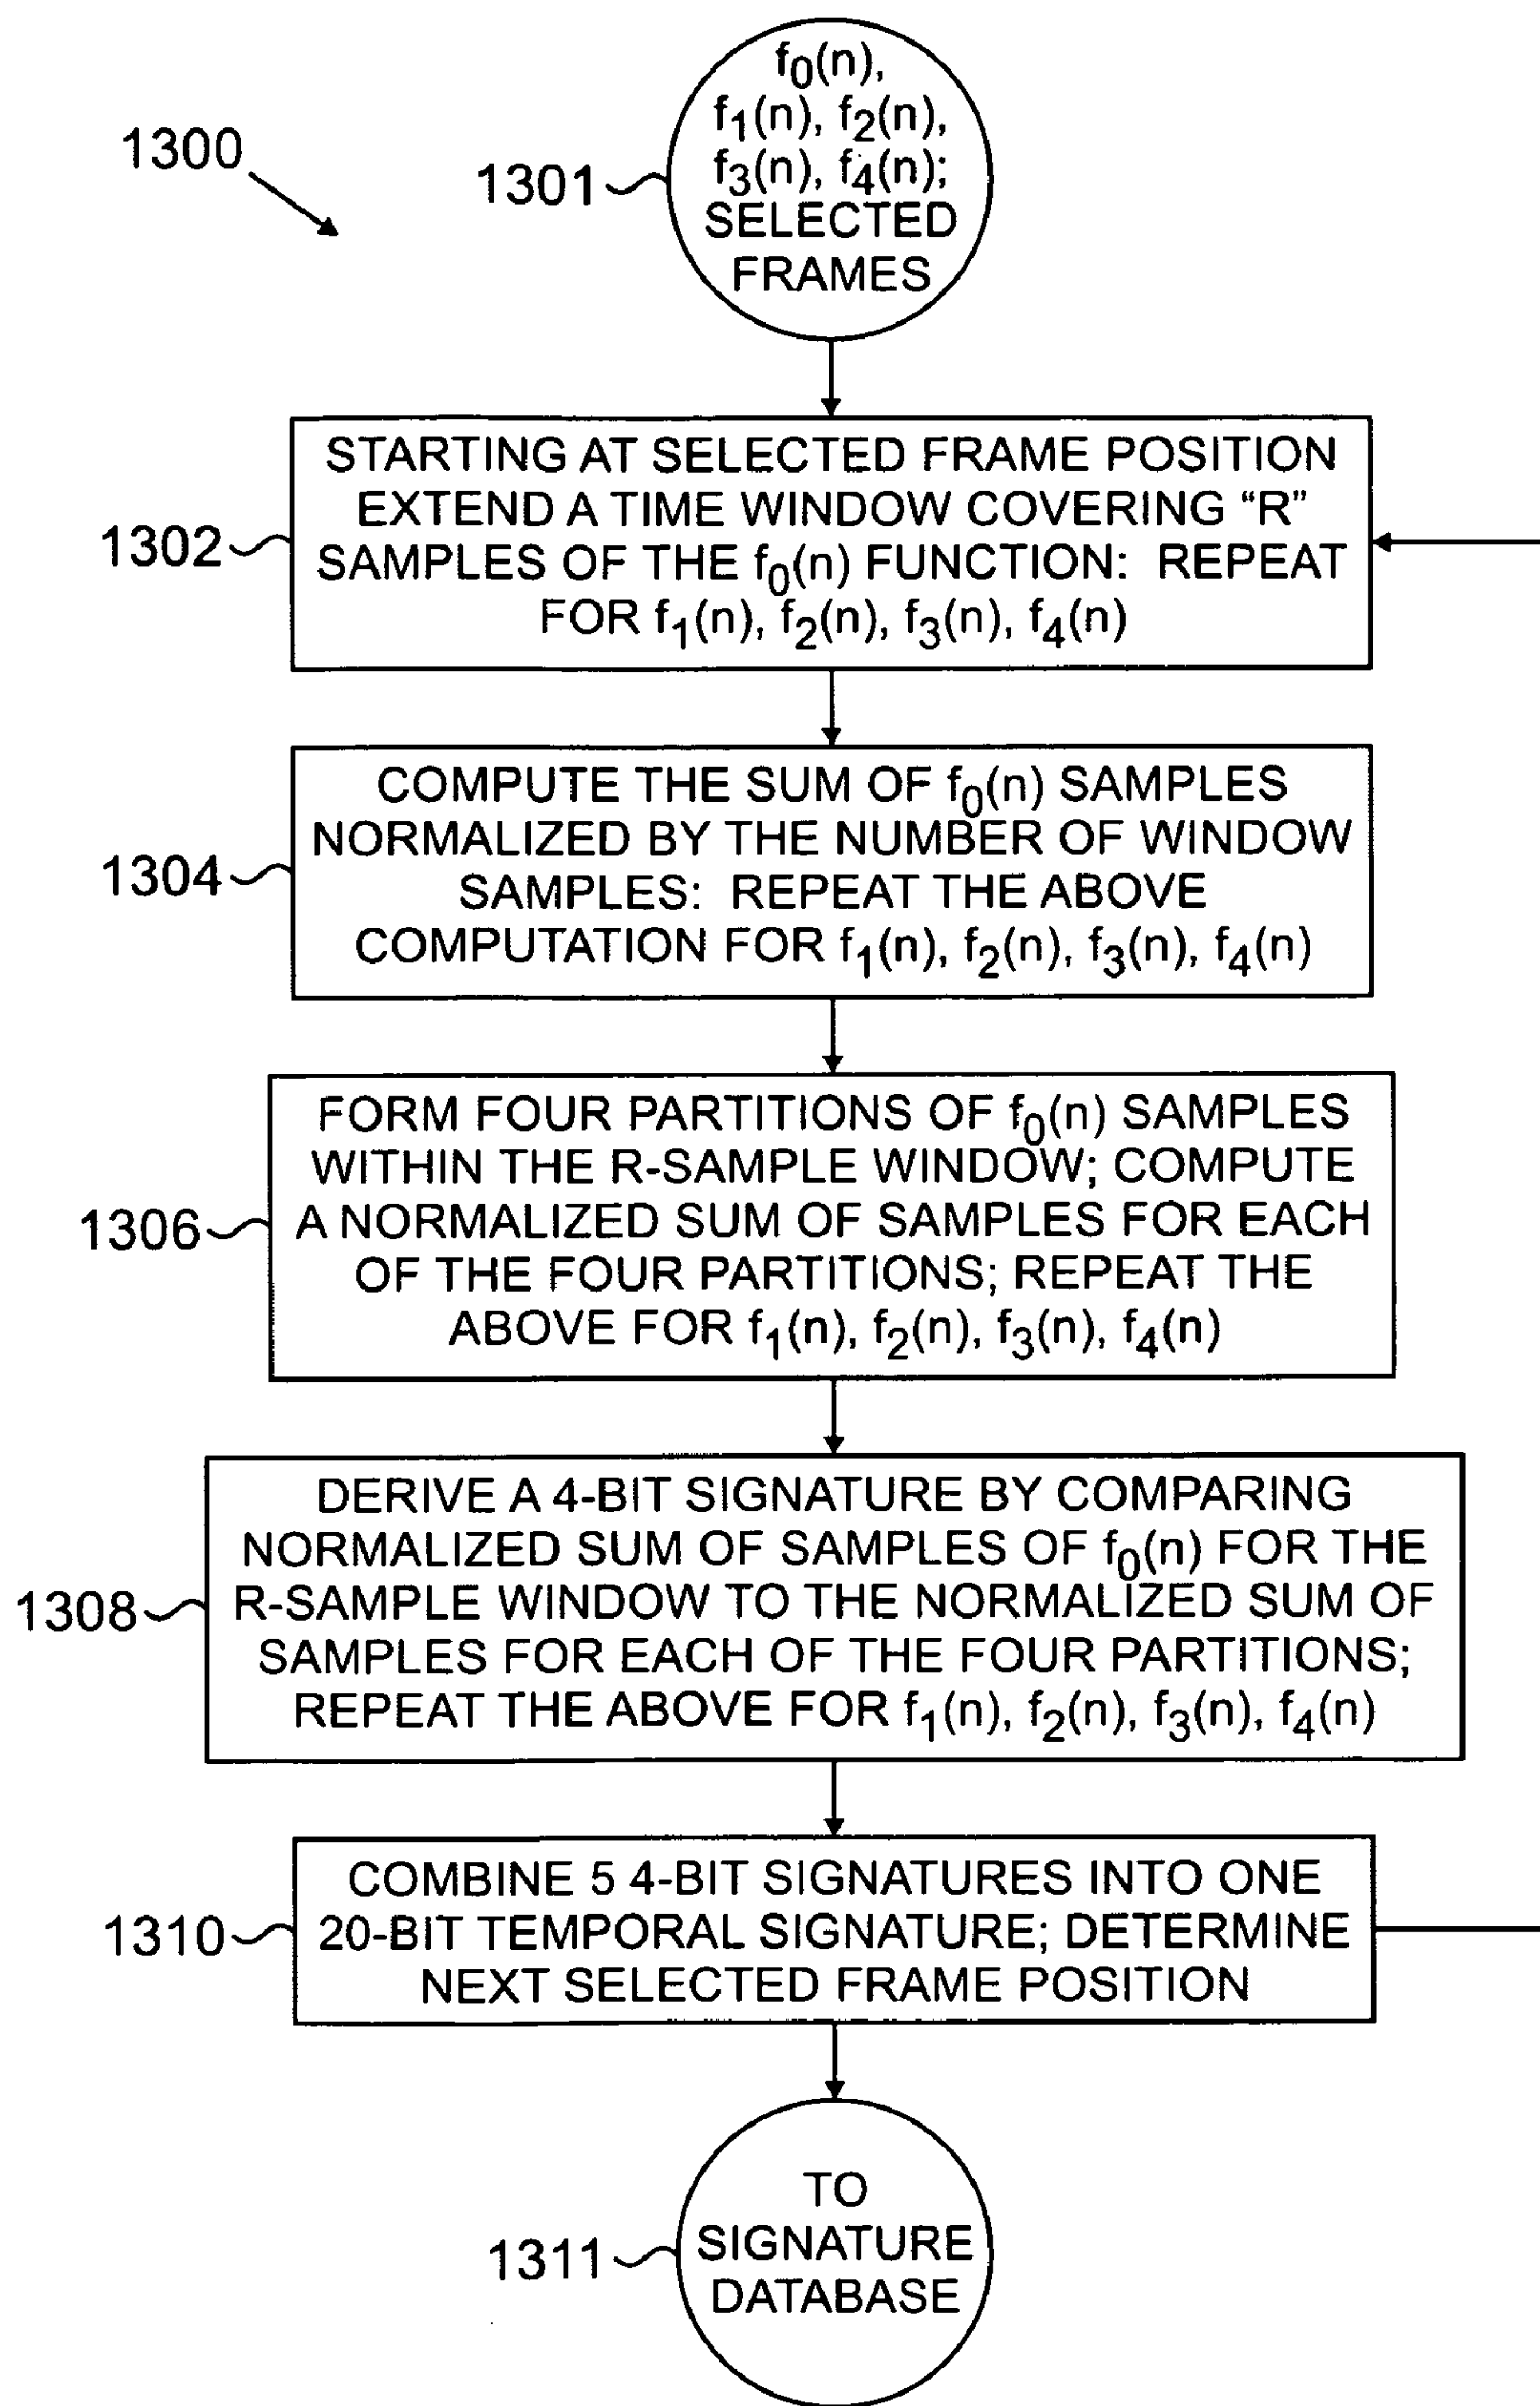 1300
1301
f₀(n),
f₁(n), f₂(n),
f₃(n), f₄(n);
SELECTED
FRAMES
1302
STARTING AT SELECTED FRAME POSITION
EXTEND A TIME WINDOW COVERING “R”
SAMPLES OF THE f₀(n) FUNCTION: REPEAT
FOR f₁(n), f₂(n), f₃(n), f₄(n)
1304
COMPUTE THE SUM OF f₀(n) SAMPLES
NORMALIZED BY THE NUMBER OF WINDOW
SAMPLES: REPEAT THE ABOVE
COMPUTATION FOR f₁(n), f₂(n), f₃(n), f₄(n)
1306
FORM FOUR PARTITIONS OF f₀(n) SAMPLES
WITHIN THE R-SAMPLE WINDOW; COMPUTE
A NORMALIZED SUM OF SAMPLES FOR EACH
OF THE FOUR PARTITIONS; REPEAT THE
ABOVE FOR f₁(n), f₂(n), f₃(n), f₄(n)
1308
DERIVE A 4-BIT SIGNATURE BY COMPARING
NORMALIZED SUM OF SAMPLES OF f₀(n) FOR THE
R-SAMPLE WINDOW TO THE NORMALIZED SUM OF
SAMPLES FOR EACH OF THE FOUR PARTITIONS;
REPEAT THE ABOVE FOR f₁(n), f₂(n), f₃(n), f₄(n)
1310
COMBINE 5 4-BIT SIGNATURES INTO ONE
20-BIT TEMPORAL SIGNATURE; DETERMINE
NEXT SELECTED FRAME POSITION
1311
TO
SIGNATURE
DATABASE